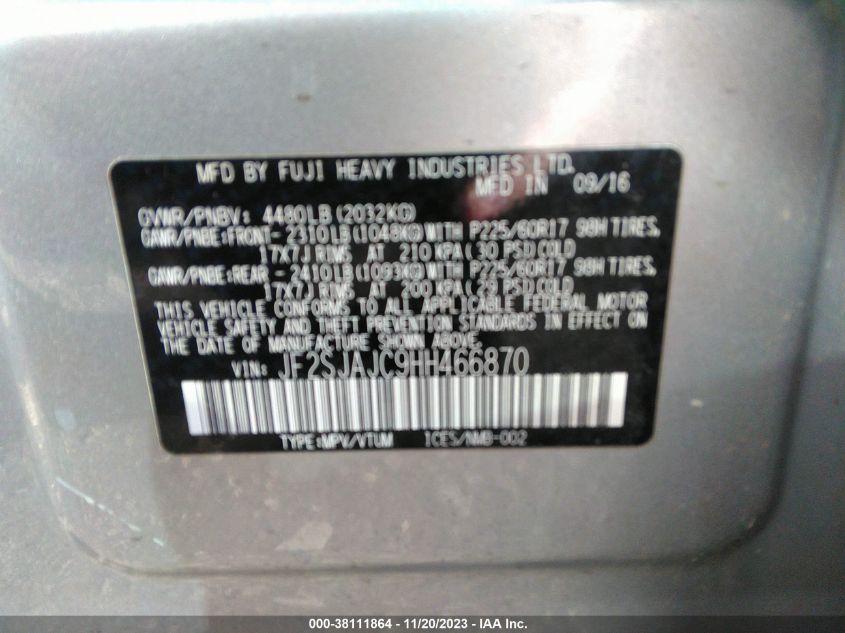 MFD BY FUJI HEAVY INDUSTRIES LTD.
MFD IN 09/16
GVWR/PNBV: 4480LB(2032KG)
GAWR/PNBE:FRONT- 2310LB(1048KG)WITH P225/60R17 98H TIRES,
17X7J RIMS AT 210 KPA( 30 PSI)COLD
GAWR/PNBE:REAR - 2410LB(1093KG)WITH P225/60R17 98H TIRES,
17X7J RIMS AT 200 KPA( 29 PSI)COLD
THIS VEHICLE CONFORMS TO ALL APPLICABLE FEDERAL MOTOR
VEHICLE SAFETY AND THEFT PREVENTION STANDARDS IN EFFECT ON
THE DATE OF MANUFACTURE SHOWN ABOVE.
VIN: JF2SJAJC9HH466870
TYPE:MPV/VTUM ICES/NMB-002
000-38111864 | 11/20/2023 - IAA Inc.